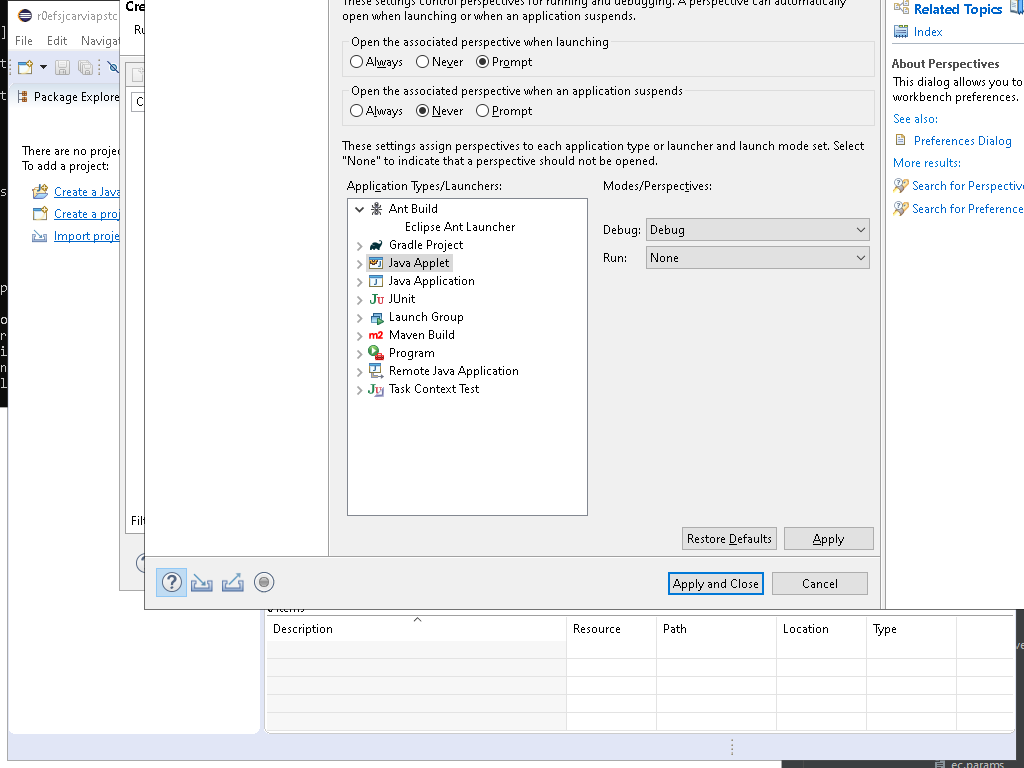 r0efsjcarviapstc
File Edit Navigat
Package Explore
There are no projec
To add a project:
Create a Java
Create a proj
Import proje
Cre
Ru
C
Filt
These settings control perspectives for running and debugging. A perspective can automatically
open when launching or when an application suspends.
Open the associated perspective when launching
Always Never Prompt
Open the associated perspective when an application suspends
Always Never Prompt
These settings assign perspectives to each application type or launcher and launch mode set. Select
"None" to indicate that a perspective should not be opened.
Application Types/Launchers:
Ant Build
Eclipse Ant Launcher
Gradle Project
Java Applet
Java Application
JUnit
Launch Group
Maven Build
Program
Remote Java Application
Task Context Test
Modes/Perspectives:
Debug: Debug
Run: None
Restore Defaults Apply
Apply and Close Cancel
Related Topics
Index
About Perspectives
This dialog allows you to
workbench preferences.
See also:
Preferences Dialog
More results:
Search for Perspective
Search for Preference
0 items
Description Resource Path Location Type
ec.params